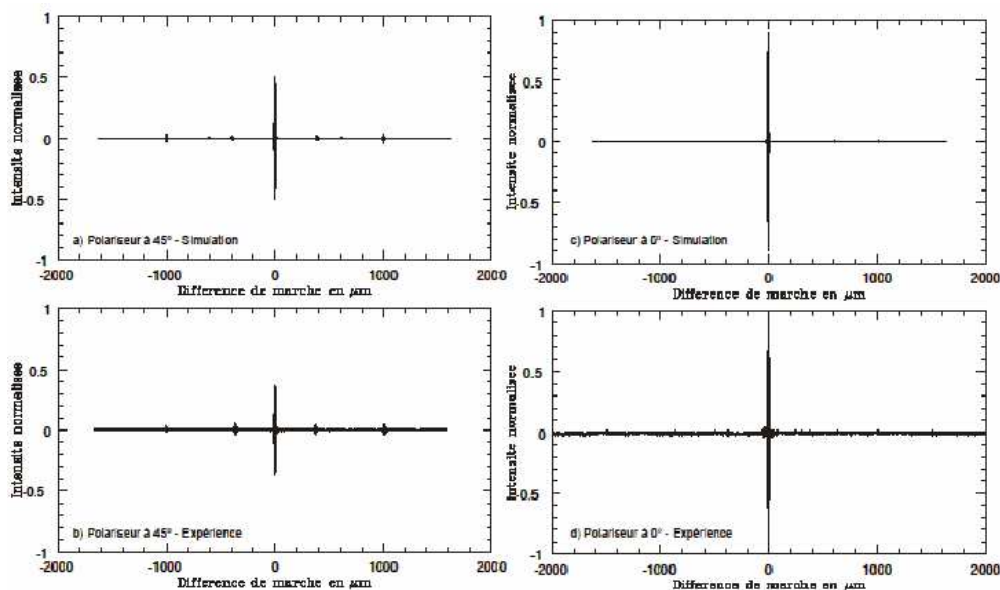 1
0.5
0
-0.5
-1
Intensite normalisee
a) Polariseur à 45° - Simulation
-2000 -1000 0 1000 2000
Difference de marche en μm
1
0.5
0
-0.5
-1
Intensite normalisee
c) Polariseur à 0° - Simulation
-2000 -1000 0 1000 2000
Difference de marche en μm
1
0.5
0
-0.5
-1
Intensite normalisee
b) Polariseur à 45° - Expérience
-2000 -1000 0 1000 2000
Difference de marche en μm
1
0.5
0
-0.5
-1
Intensite normalisee
d) Polariseur à 0° - Expérience
-2000 -1000 0 1000 2000
Difference de marche en μm